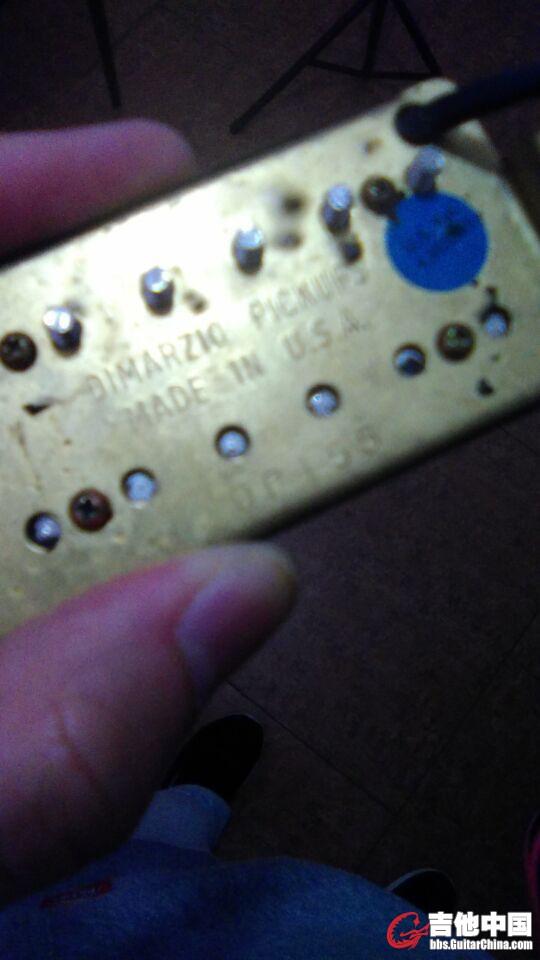 DIMARZIO PICKUPS
MADE IN U.S.A.
吉他中国
bbs.GuitarChina.com